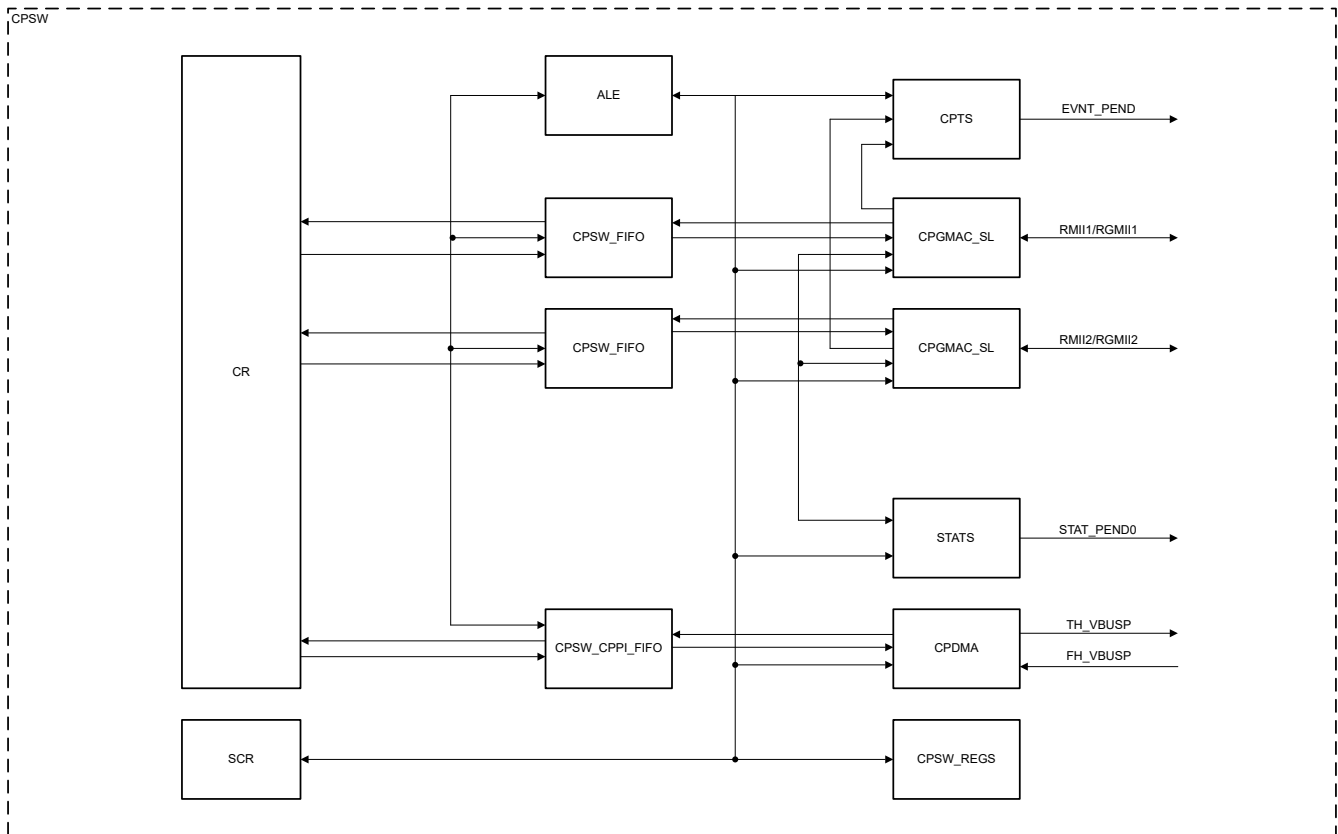 CPSW
ALE
CPTS
EVNT_PEND
CPSW_FIFO
CPGMAC_SL
RMII1/RGMII1
CPSW_FIFO
CPGMAC_SL
RMII2/RGMII2
CR
STATS
STAT_PEND0
CPSW_CPPI_FIFO
CPDMA
TH_VBUSP
FH_VBUSP
SCR
CPSW_REGS